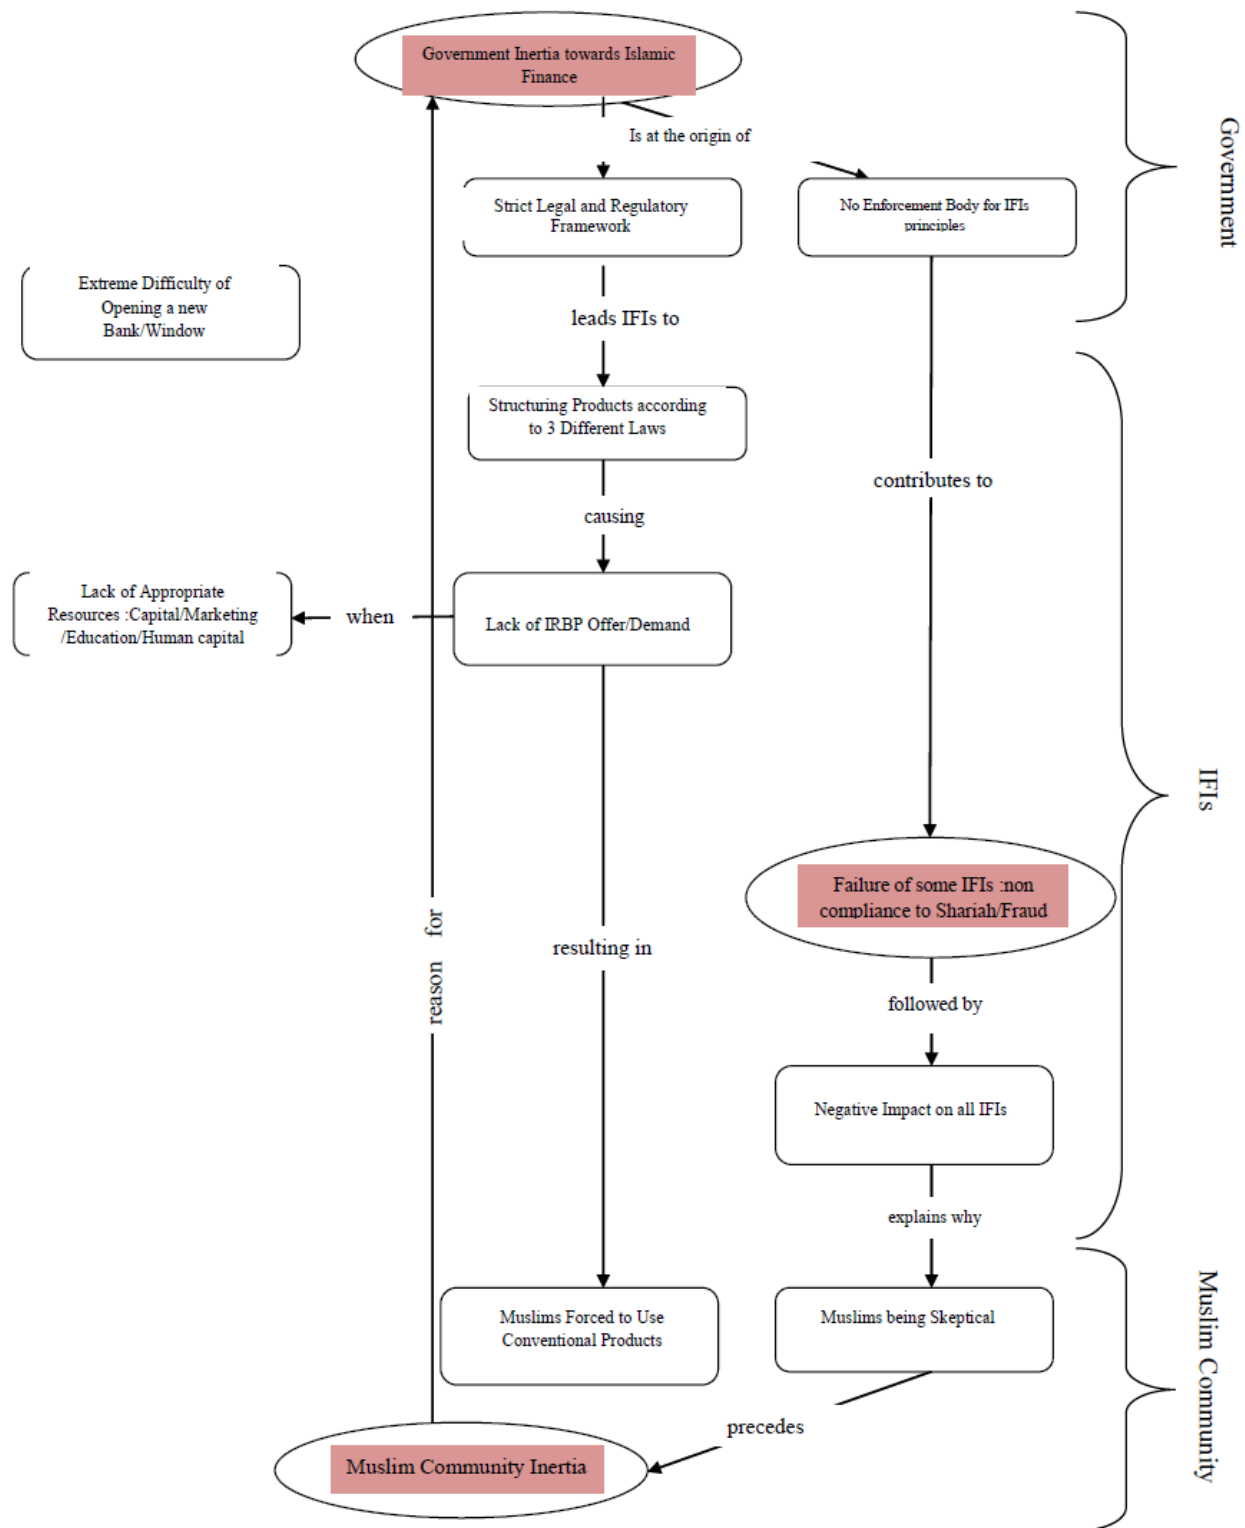 Government Inertia towards Islamic
Finance
Is at the origin of
Strict Legal and Regulatory
Framework
No Enforcement Body for IFIs
principles
Government
Extreme Difficulty of
Opening a new
Bank/Window
leads IFIs to
Structuring Products according
to 3 Different Laws
contributes to
causing
Lack of Appropriate
Resources :Capital/Marketing
/Education/Human capital
when
Lack of IRBP Offer/Demand
IFIs
Failure of some IFIs :non
compliance to Shariah/Fraud
reason for
resulting in
followed by
Negative Impact on all IFIs
explains why
Muslims Forced to Use
Conventional Products
Muslims being Skeptical
Muslim Community
precedes
Muslim Community Inertia